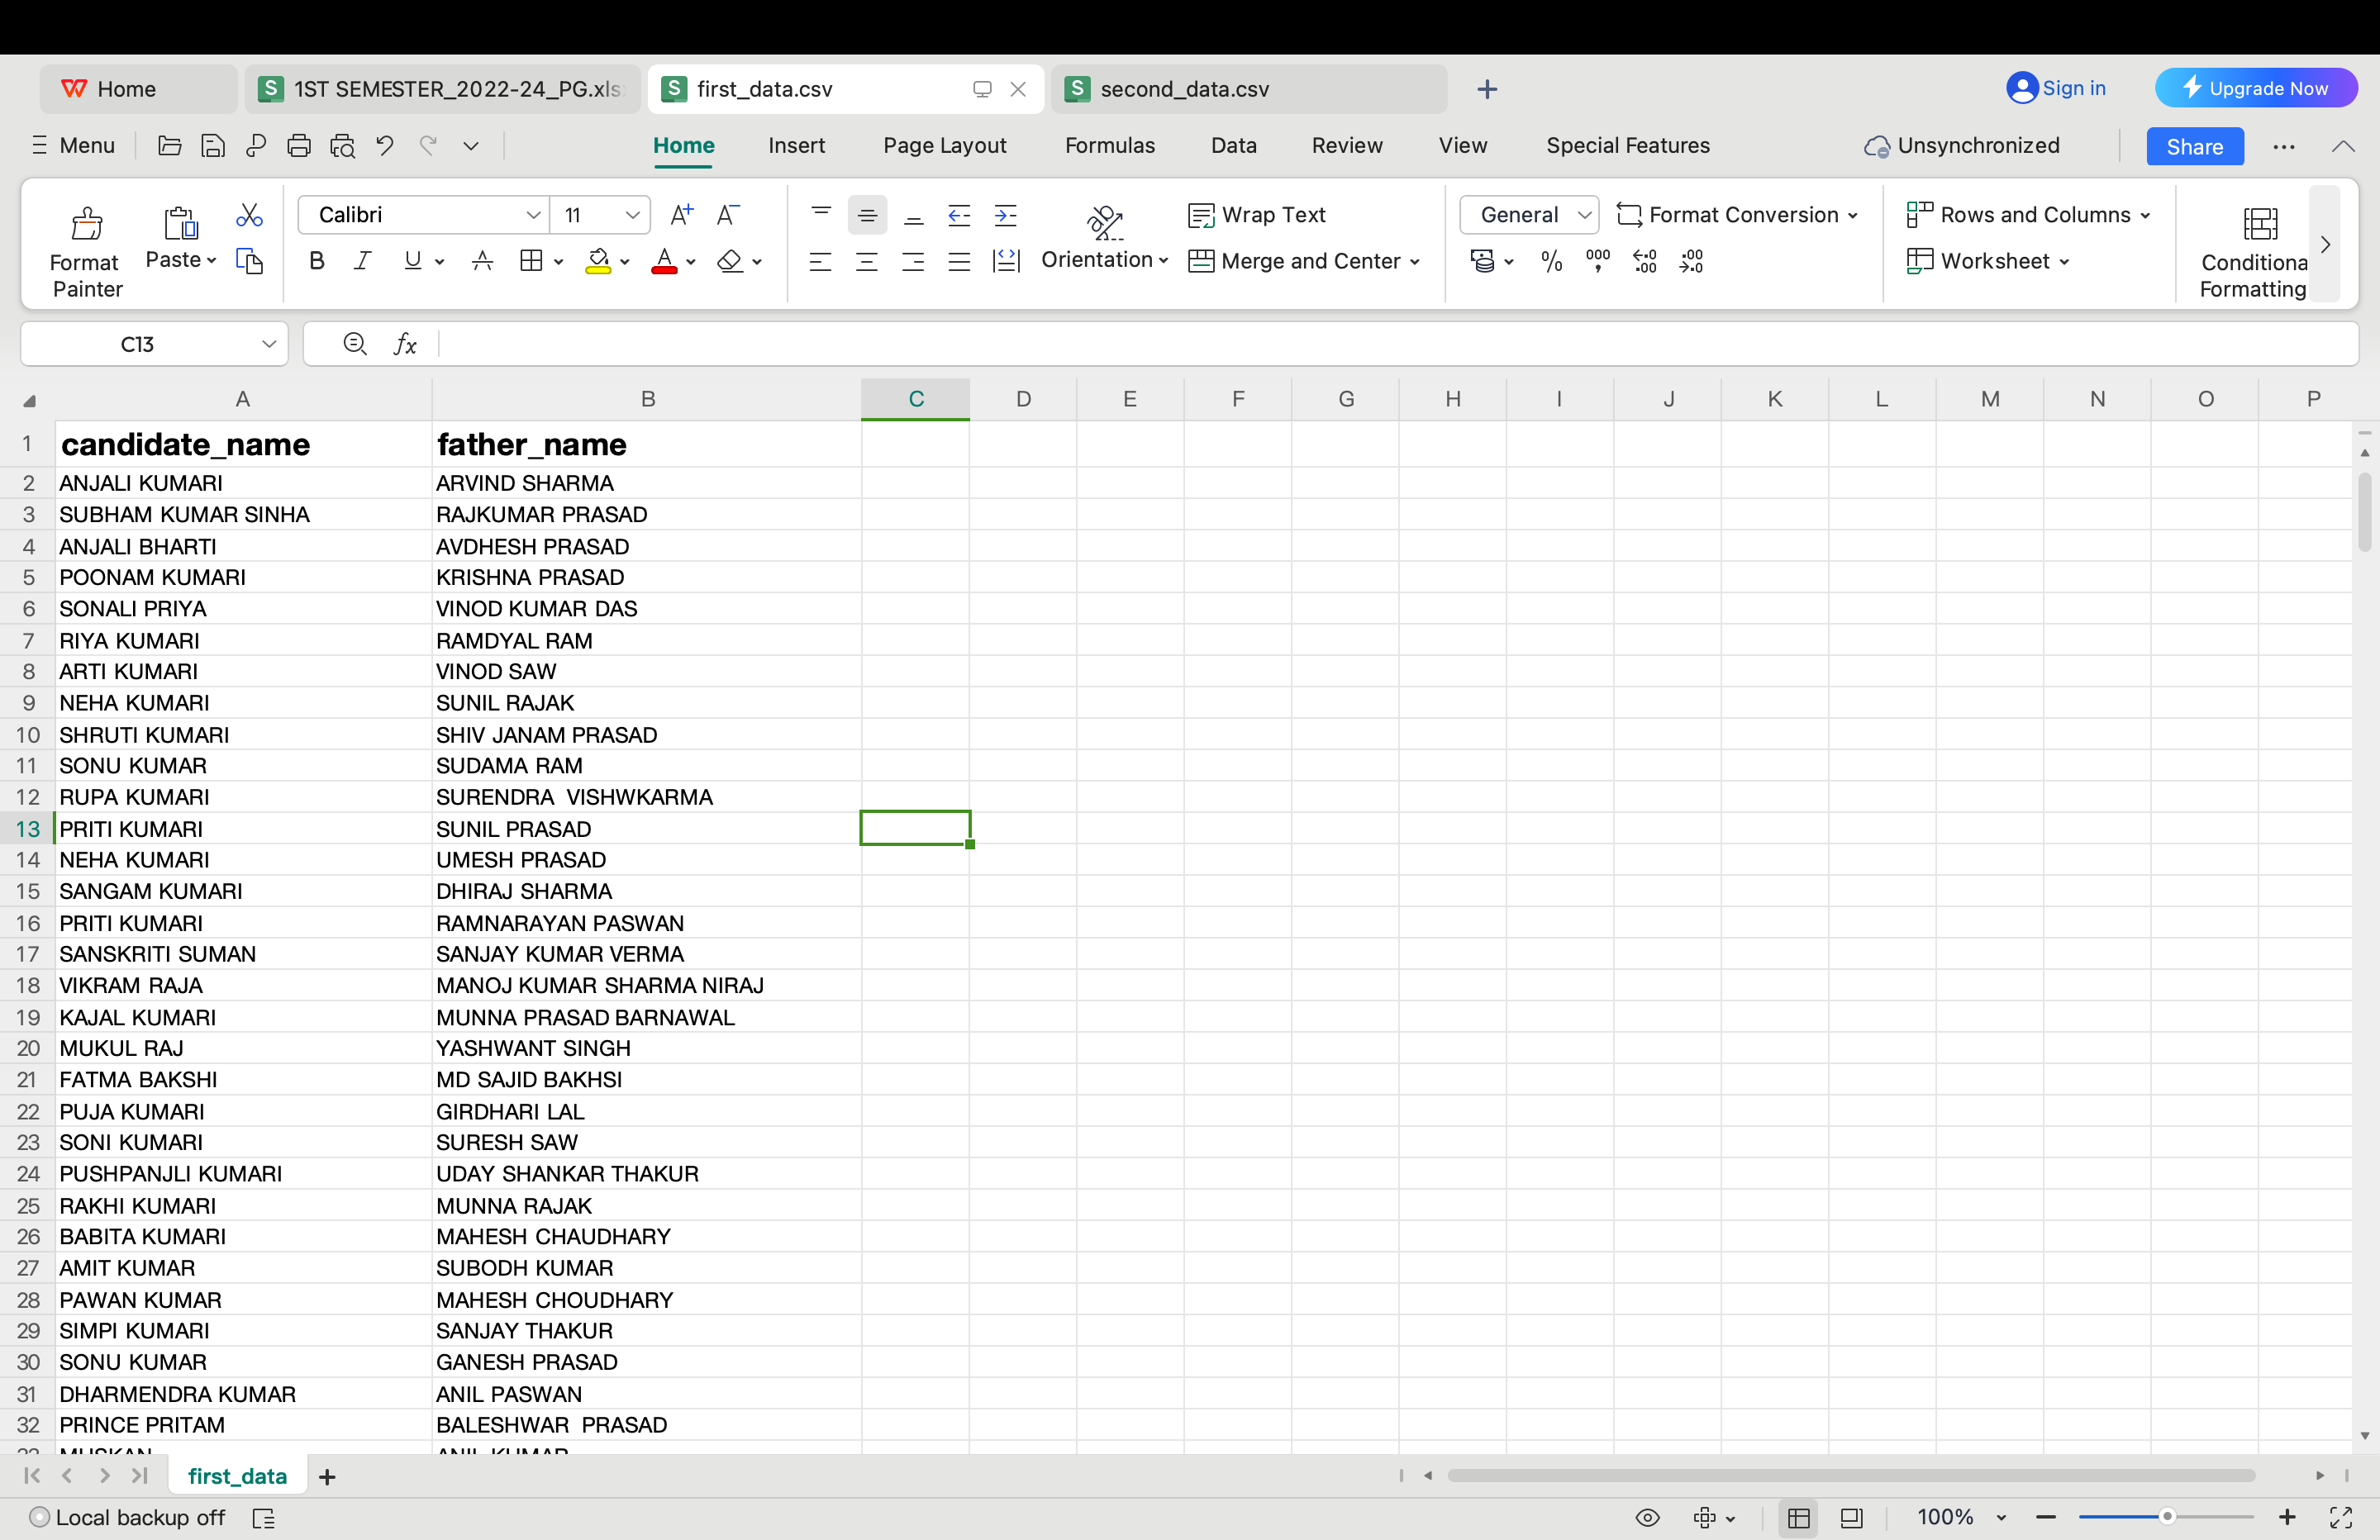 Home 1ST SEMESTER_2022-24_PG.xls first_data.csv second_data.csv Sign in Upgrade Now
Menu Home Insert Page Layout Formulas Data Review View Special Features Unsynchronized Share
Calibri 11 Wrap Text General Format Conversion Rows and Columns
Format Painter Paste Orientation Merge and Center Worksheet Conditiona Formatting
C13
A B C D E F G H I J K L M N O P
1 candidate_name father_name
2 ANJALI KUMARI ARVIND SHARMA
3 SUBHAM KUMAR SINHA RAJKUMAR PRASAD
4 ANJALI BHARTI AVDHESH PRASAD
5 POONAM KUMARI KRISHNA PRASAD
6 SONALI PRIYA VINOD KUMAR DAS
7 RIYA KUMARI RAMDYAL RAM
8 ARTI KUMARI VINOD SAW
9 NEHA KUMARI SUNIL RAJAK
10 SHRUTI KUMARI SHIV JANAM PRASAD
11 SONU KUMAR SUDAMA RAM
12 RUPA KUMARI SURENDRA  VISHWKARMA
13 PRITI KUMARI SUNIL PRASAD
14 NEHA KUMARI UMESH PRASAD
15 SANGAM KUMARI DHIRAJ SHARMA
16 PRITI KUMARI RAMNARAYAN PASWAN
17 SANSKRITI SUMAN SANJAY KUMAR VERMA
18 VIKRAM RAJA MANOJ KUMAR SHARMA NIRAJ
19 KAJAL KUMARI MUNNA PRASAD BARNAWAL
20 MUKUL RAJ YASHWANT SINGH
21 FATMA BAKSHI MD SAJID BAKHSI
22 PUJA KUMARI GIRDHARI LAL
23 SONI KUMARI SURESH SAW
24 PUSHPANJLI KUMARI UDAY SHANKAR THAKUR
25 RAKHI KUMARI MUNNA RAJAK
26 BABITA KUMARI MAHESH CHAUDHARY
27 AMIT KUMAR SUBODH KUMAR
28 PAWAN KUMAR MAHESH CHOUDHARY
29 SIMPI KUMARI SANJAY THAKUR
30 SONU KUMAR GANESH PRASAD
31 DHARMENDRA KUMAR ANIL PASWAN
32 PRINCE PRITAM BALESHWAR  PRASAD
33 MUSKAN ANIL KUMAR
first_data
Local backup off 100%